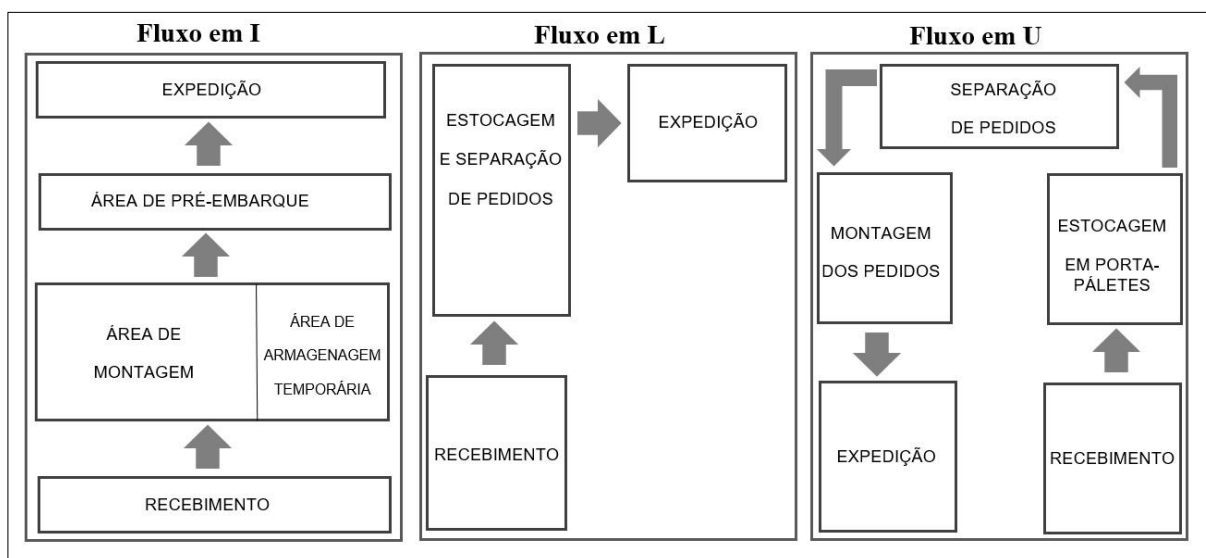 Fluxo em I
EXPEDIÇÃO
ÁREA DE PRÉ-EMBARQUE
ÁREA DE
MONTAGEM
ÁREA DE
ARMAGENAGEM
TEMPORÁRIA
RECEBIMENTO
Fluxo em L
ESTOCAGEM
E SEPARAÇÃO
DE PEDIDOS
EXPEDIÇÃO
RECEBIMENTO
Fluxo em U
SEPARAÇÃO
DE PEDIDOS
MONTAGEM
DOS PEDIDOS
ESTOCAGEM
EM PORTA-
PÁLETES
EXPEDIÇÃO
RECEBIMENTO